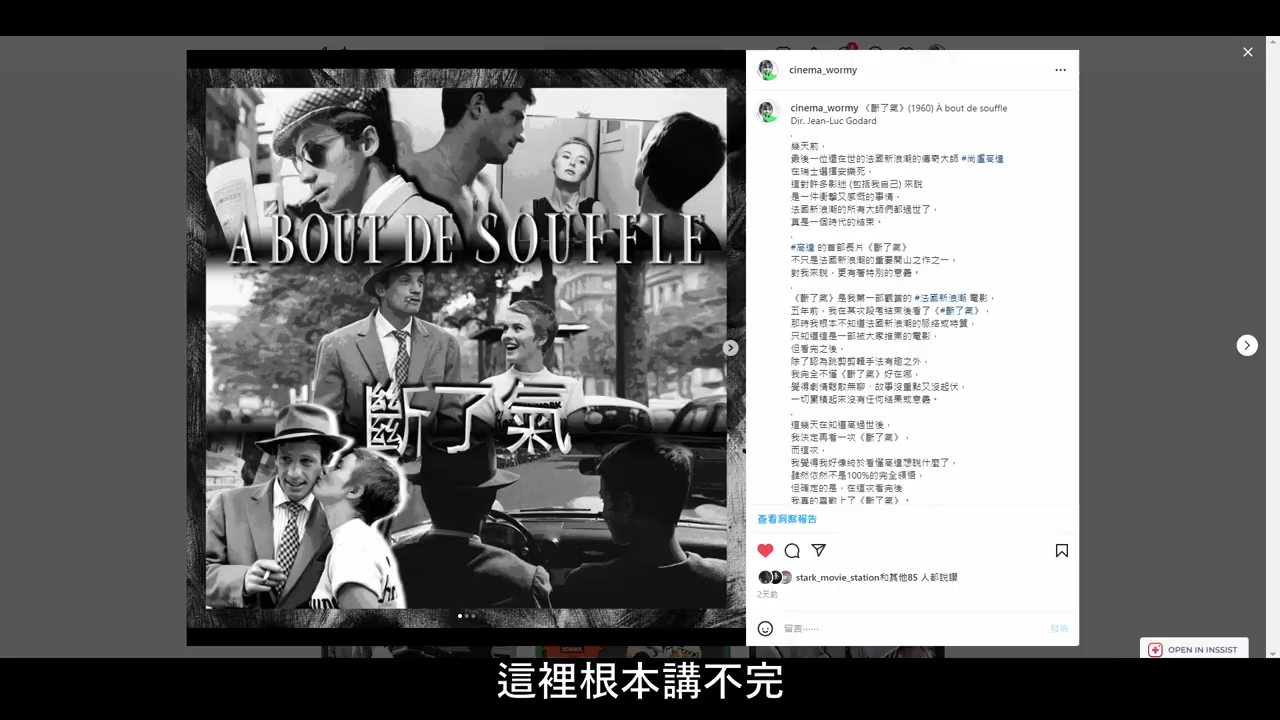 A BOUT DE SOUFFLE
斷了氣
cinema_wormy
cinema_wormy 《斷了氣》(1960) À bout de souffle
Dir. Jean-Luc Godard
.
幾天前，
最後一位還在世的法國新浪潮的傳奇大師 #尚盧高達
在瑞士選擇安樂死，
這對許多影迷 (包括我自己) 來說
是一件衝擊又感慨的事情，
法國新浪潮的所有大師們都過世了，
真是一個時代的結束。
.
#高達 的首部長片《斷了氣》
不只是法國新浪潮的重要開山之作之一，
對我來說，更有著特別的意義。
.
《斷了氣》是我第一部觀賞的 #法國新浪潮 電影，
五年前，我在某次段考結束後看了《#斷了氣》，
那時我根本不知道法國新浪潮的脈絡或特質，
只知道這是一部被大家推崇的電影，
但看完之後，
除了認為跳剪剪輯手法有趣之外，
我完全不懂《斷了氣》好在哪，
覺得劇情鬆散無聊、故事沒重點又沒起伏，
一切累積起來沒有任何結果或意義。
.
這幾天在知道高達過世後，
我決定再看一次《斷了氣》，
而這次，
我覺得我好像終於看懂高達想說什麼了，
雖然依然不是100%的完全領悟，
但確定的是，在這次看完後
我真的喜歡上了《斷了氣》。
查看洞察報告
stark_movie_station和其他85 人都說讚
2天前
留言......
發佈
SCHOOL
OPEN IN INSSIST
這裡根本講不完